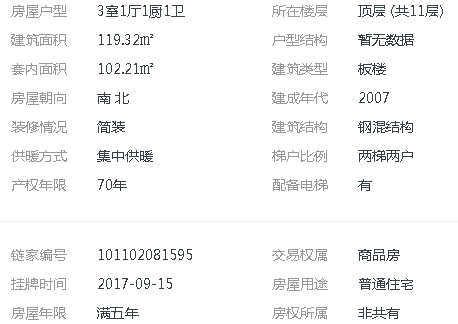 房屋户型 3室1厅1厨1卫 所在楼层 顶层 (共11层)
建筑面积 119.32㎡ 户型结构 暂无数据
套内面积 102.21㎡ 建筑类型 板楼
房屋朝向 南 北 建成年代 2007
装修情况 简装 建筑结构 钢混结构
供暖方式 集中供暖 梯户比例 两梯两户
产权年限 70年 配备电梯 有
链家编号 101102081595 交易权属 商品房
挂牌时间 2017-09-15 房屋用途 普通住宅
房屋年限 满五年 房权所属 非共有